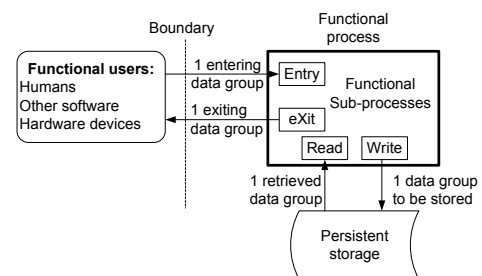 Boundary
Functional
process
Functional users:
Humans
Other software
Hardware devices
1 entering
data group
Entry
Functional
Sub-processes
1 exiting
data group
eXit
Read
Write
1 retrieved
data group
1 data group
to be stored
Persistent
storage